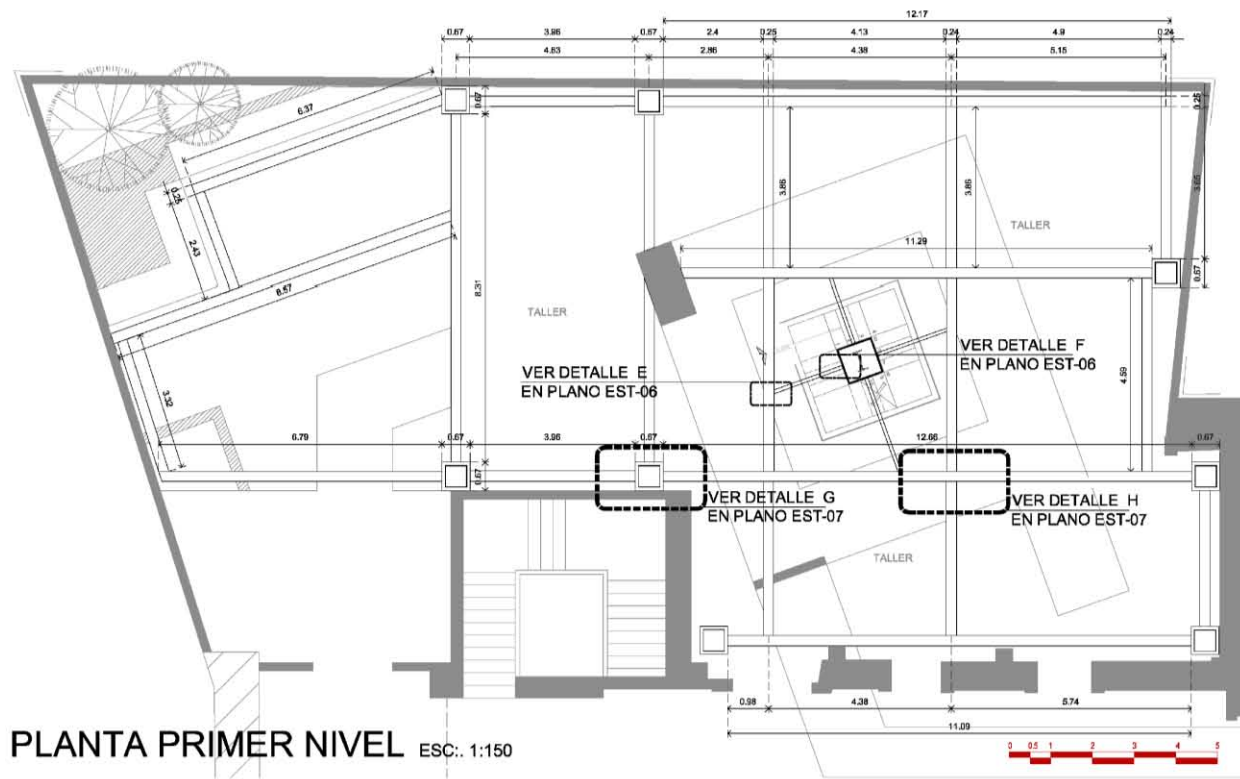 12.17
0.67 3.96 0.67 2.4 0.25 4.13 0.24 4.9 0.24
4.63 2.86 4.38 5.15
6.37
0.67
0.25
3.86
3.86
TALLER
0.25
2.43
11.29
0.67
6.57
8.31
TALLER
VER DETALLE E
EN PLANO EST-06
VER DETALLE F
EN PLANO EST-06
4.59
3.32
6.79 0.67 3.96 0.67 12.66 0.67
0.67
VER DETALLE G
EN PLANO EST-07
VER DETALLE H
EN PLANO EST-07
TALLER
0.98 4.38 5.74
11.09
PLANTA PRIMER NIVEL ESC:. 1:150
0 0.5 1 2 3 4 5